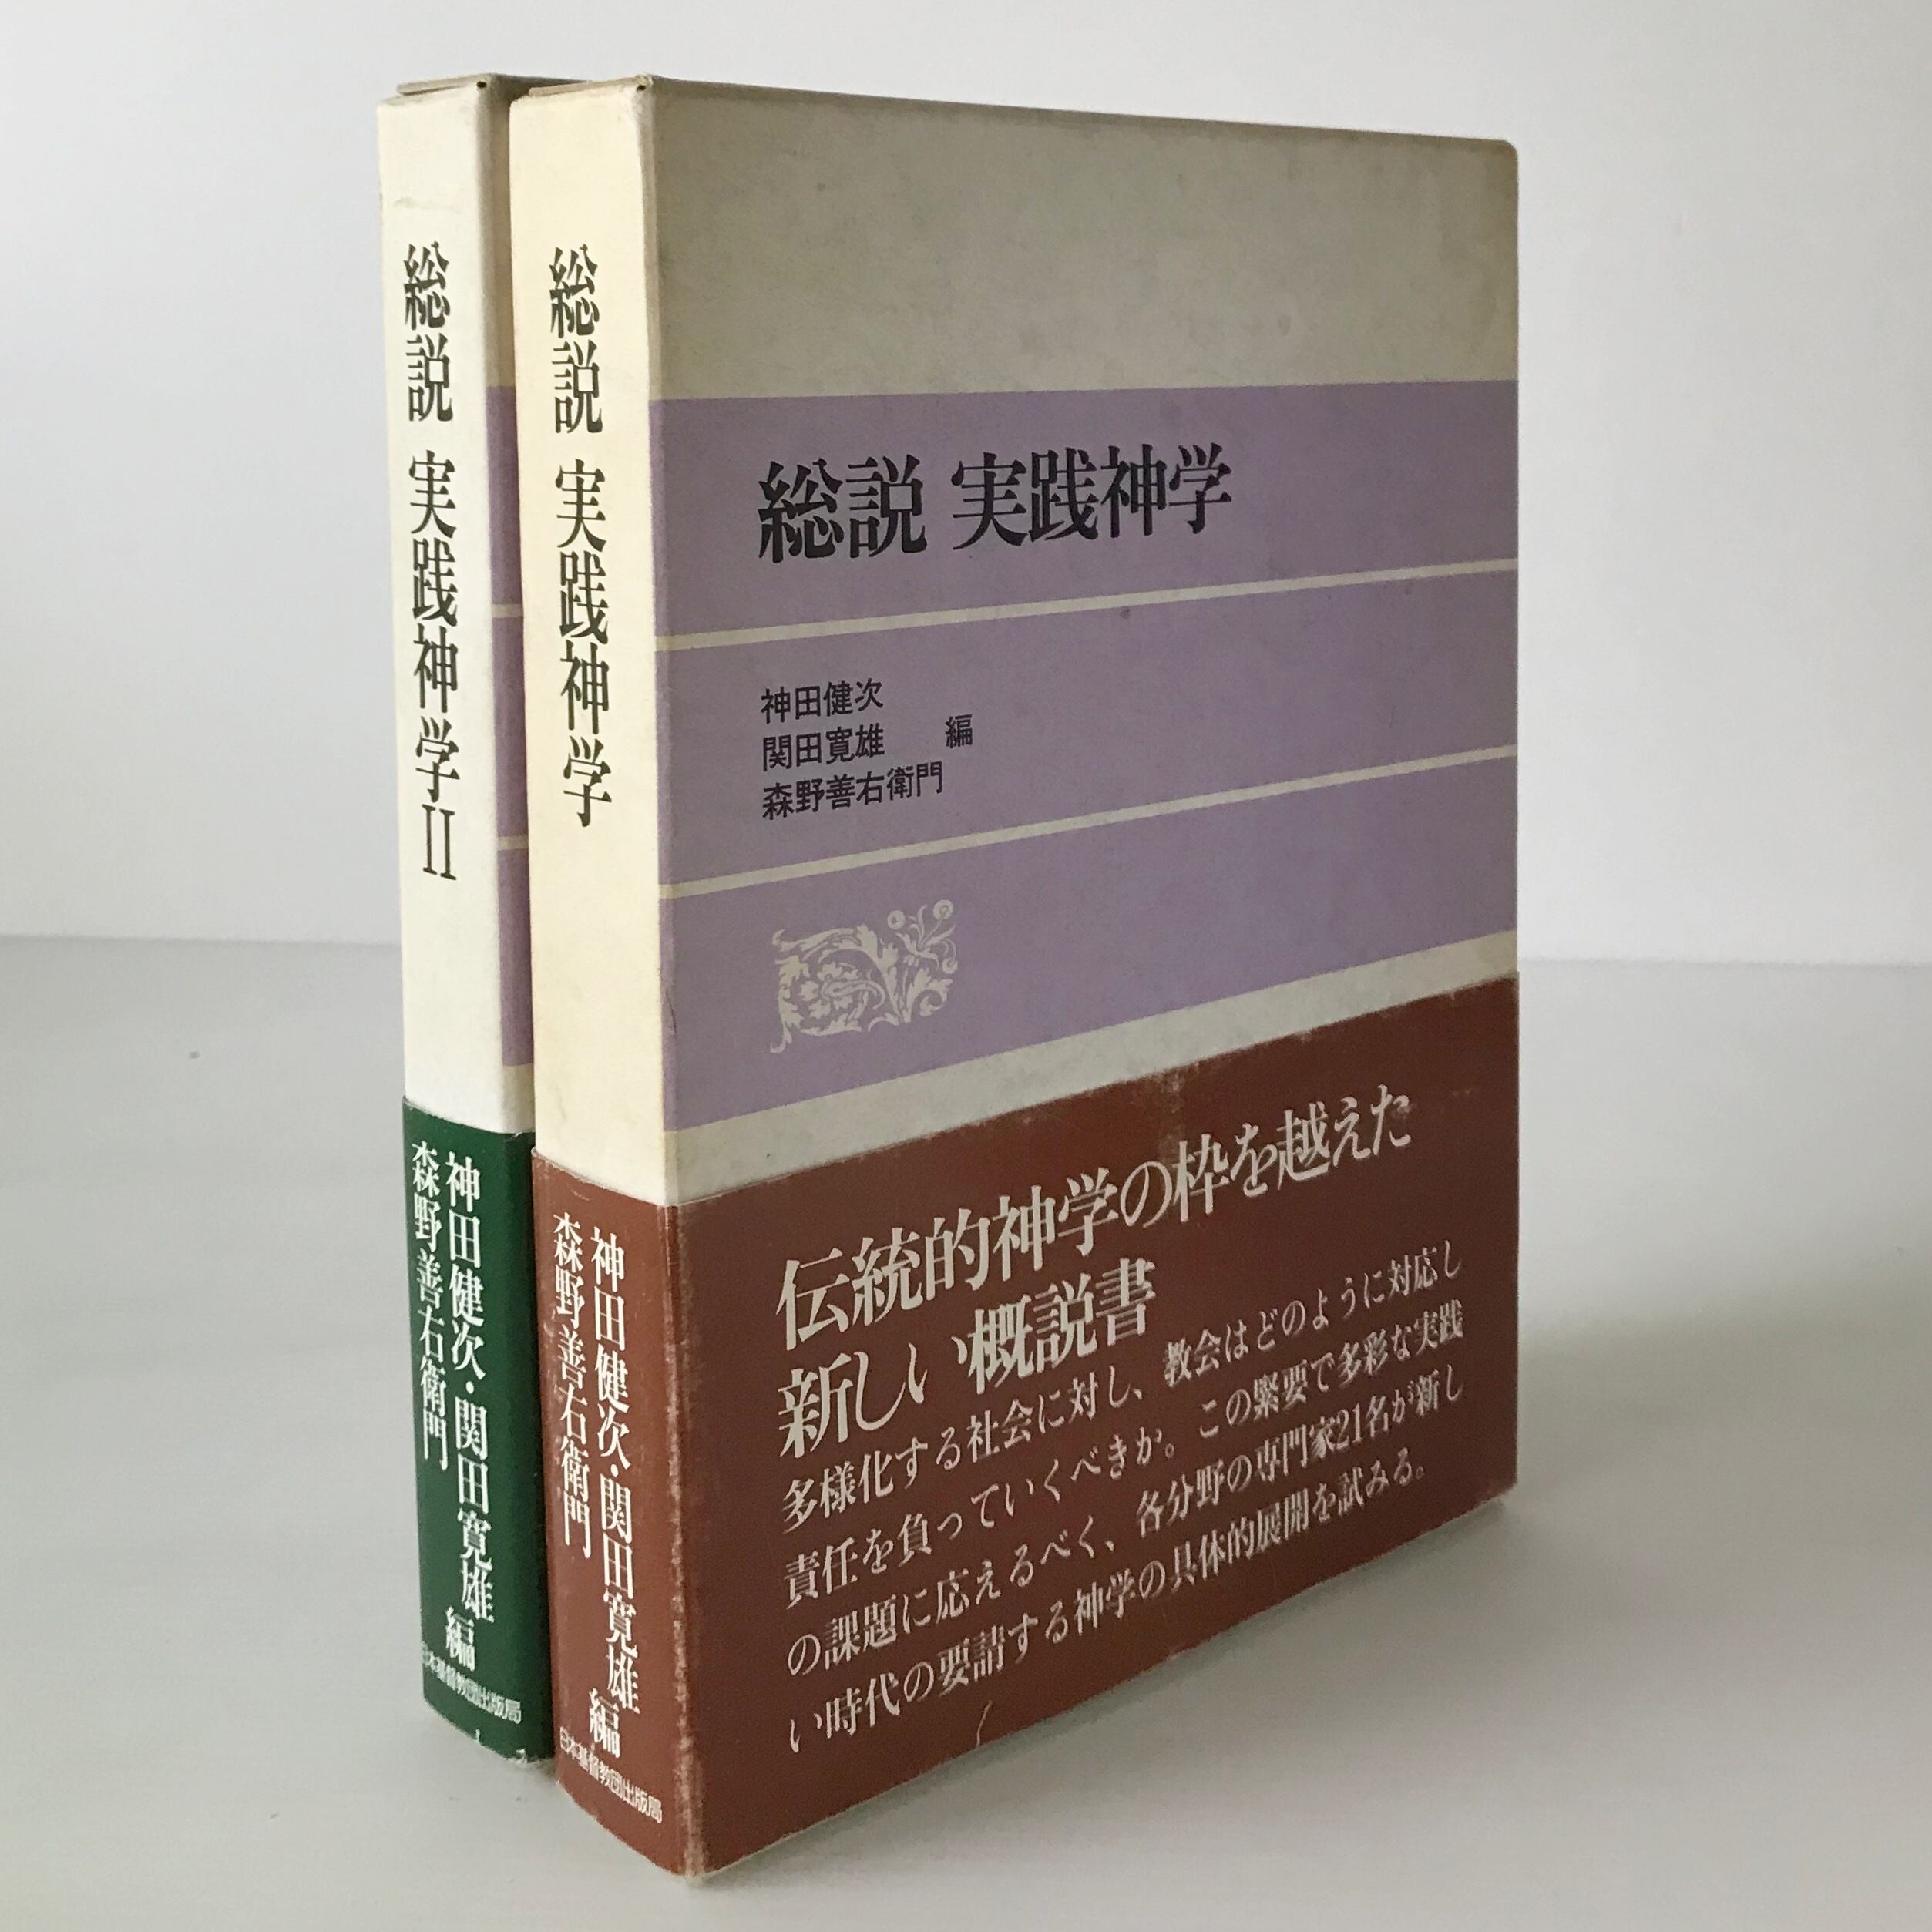 総説 実践神学II
神田健次・関田寛雄
森野善右衛門
編
日本基督教団出版局
総説 実践神学
神田健次・関田寛雄
森野善右衛門
編
日本基督教団出版局
総説 実践神学
神田健次
関田寛雄 編
森野善右衛門
伝統的神学の枠を越えた
新しい概説書
多様化する社会に対し、教会はどのように対応し
責任を負っていくべきか。この緊要で多彩な実践
の課題に応えるべく、各分野の専門家21名が新し
い時代の要請する神学の具体的展開を試みる。